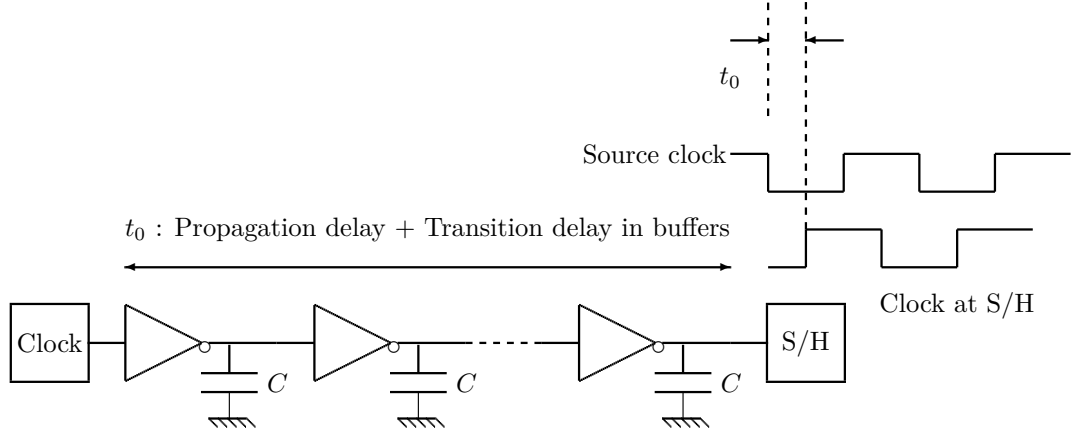 t₀
Source clock
t₀ : Propagation delay + Transition delay in buffers
Clock at S/H
Clock
S/H
C
C
C